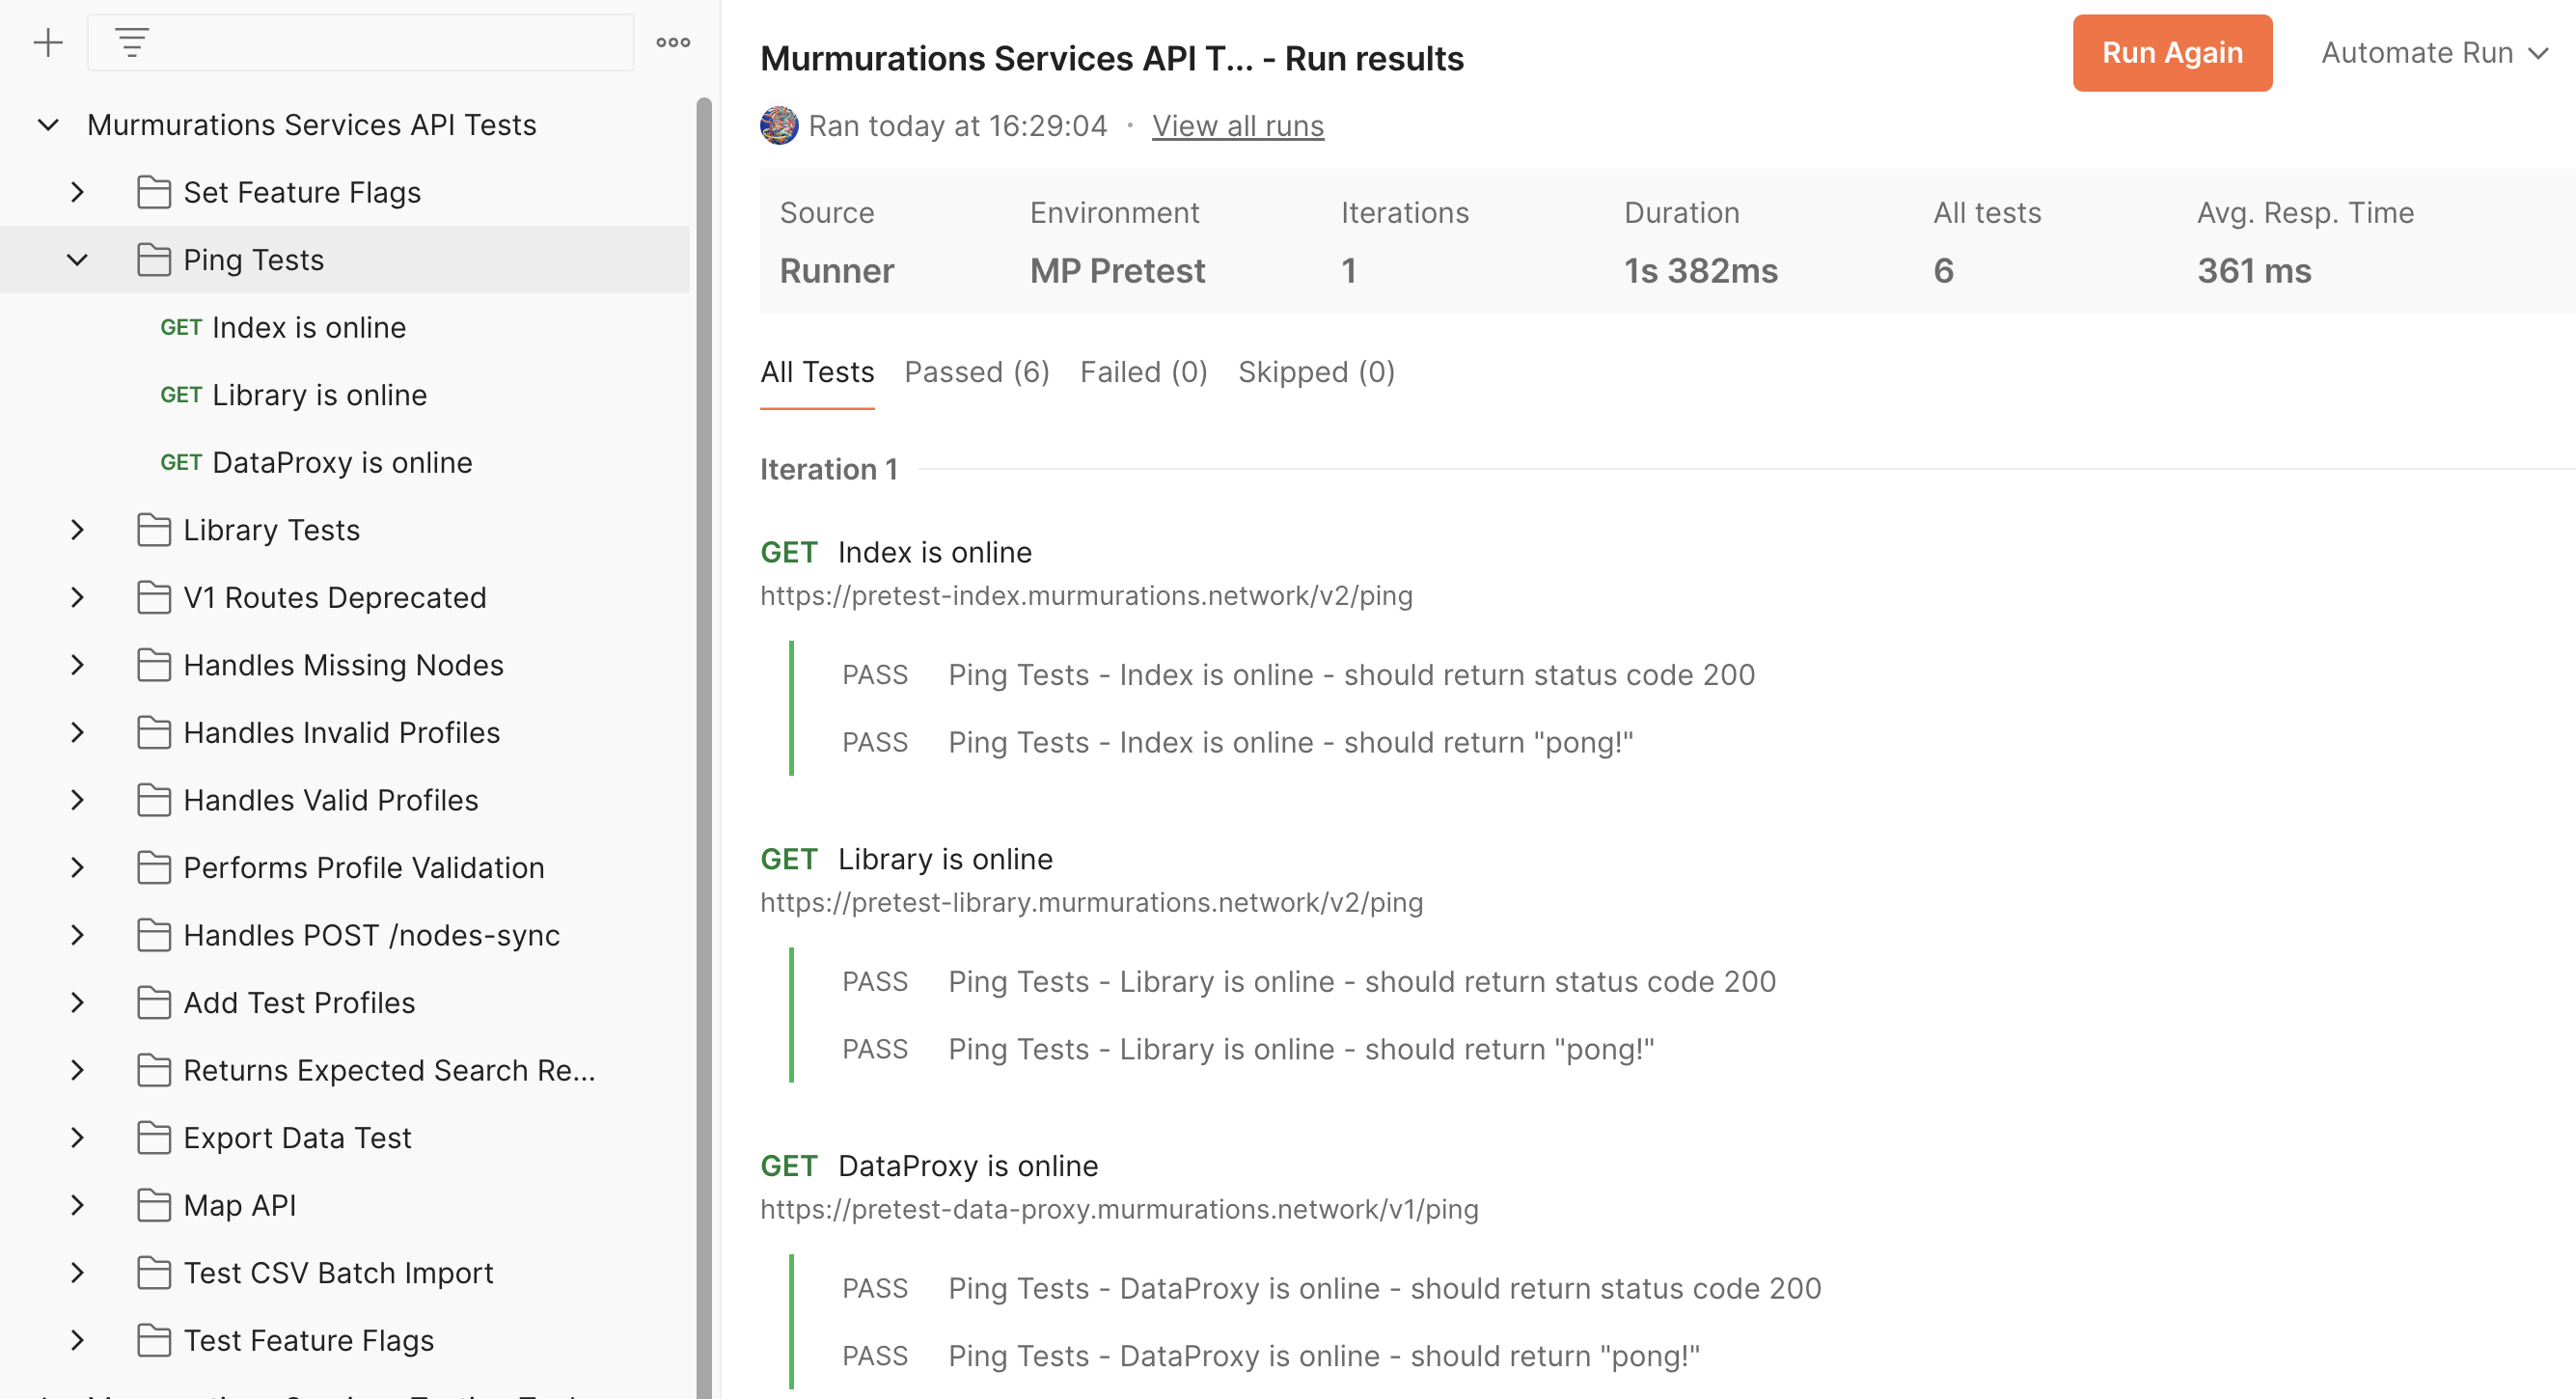 Murmurations Services API Tests
Set Feature Flags
Ping Tests
GET Index is online
GET Library is online
GET DataProxy is online
Library Tests
V1 Routes Deprecated
Handles Missing Nodes
Handles Invalid Profiles
Handles Valid Profiles
Performs Profile Validation
Handles POST /nodes-sync
Add Test Profiles
Returns Expected Search Re...
Export Data Test
Map API
Test CSV Batch Import
Test Feature Flags
Murmurations Services API T... - Run results
Run Again
Automate Run
Ran today at 16:29:04 · View all runs
Source Environment Iterations Duration All tests Avg. Resp. Time
Runner MP Pretest 1 1s 382ms 6 361 ms
All Tests Passed (6) Failed (0) Skipped (0)
Iteration 1
GET Index is online
https://pretest-index.murmurations.network/v2/ping
PASS Ping Tests - Index is online - should return status code 200
PASS Ping Tests - Index is online - should return "pong!"
GET Library is online
https://pretest-library.murmurations.network/v2/ping
PASS Ping Tests - Library is online - should return status code 200
PASS Ping Tests - Library is online - should return "pong!"
GET DataProxy is online
https://pretest-data-proxy.murmurations.network/v1/ping
PASS Ping Tests - DataProxy is online - should return status code 200
PASS Ping Tests - DataProxy is online - should return "pong!"